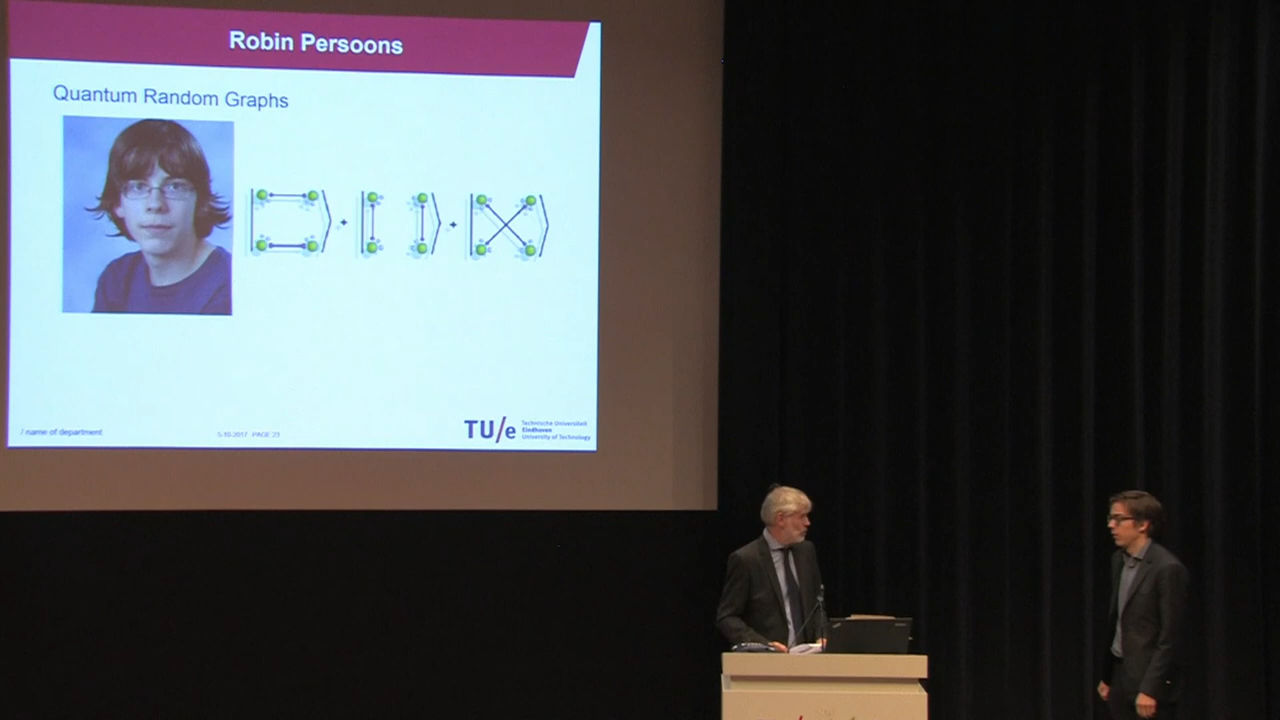 Robin Persoons
Quantum Random Graphs
+ +
/ name of department
5-10-2017 PAGE 23
TU/e
Technische Universiteit
Eindhoven
University of Technology